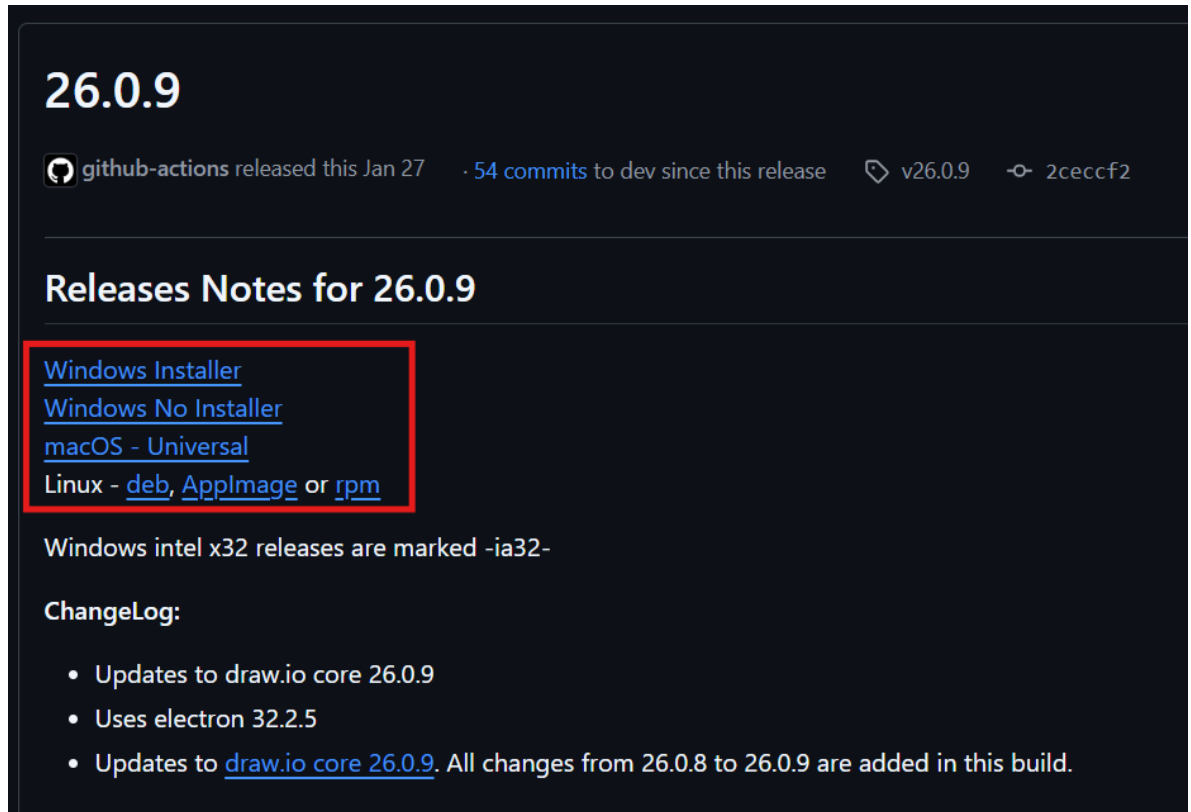 26.0.9
github-actions released this Jan 27 · 54 commits to dev since this release v26.0.9 2ceccf2
Releases Notes for 26.0.9
Windows Installer
Windows No Installer
macOS - Universal
Linux - deb, AppImage or rpm
Windows intel x32 releases are marked -ia32-
ChangeLog:
• Updates to draw.io core 26.0.9
• Uses electron 32.2.5
• Updates to draw.io core 26.0.9. All changes from 26.0.8 to 26.0.9 are added in this build.